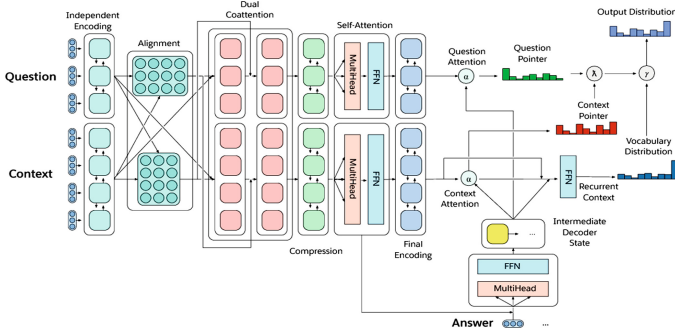 Independent
Encoding
Alignment
Dual
Coattention
Self-Attention
Output Distribution
Question
MultiHead
FFN
Question
Attention
α
Question
Pointer
λ
γ
Context
Pointer
Context
MultiHead
FFN
α
Context
Attention
FFN
Recurrent
Context
Vocabulary
Distribution
Compression
Final
Encoding
...
Intermediate
Decoder
State
FFN
MultiHead
Answer
...